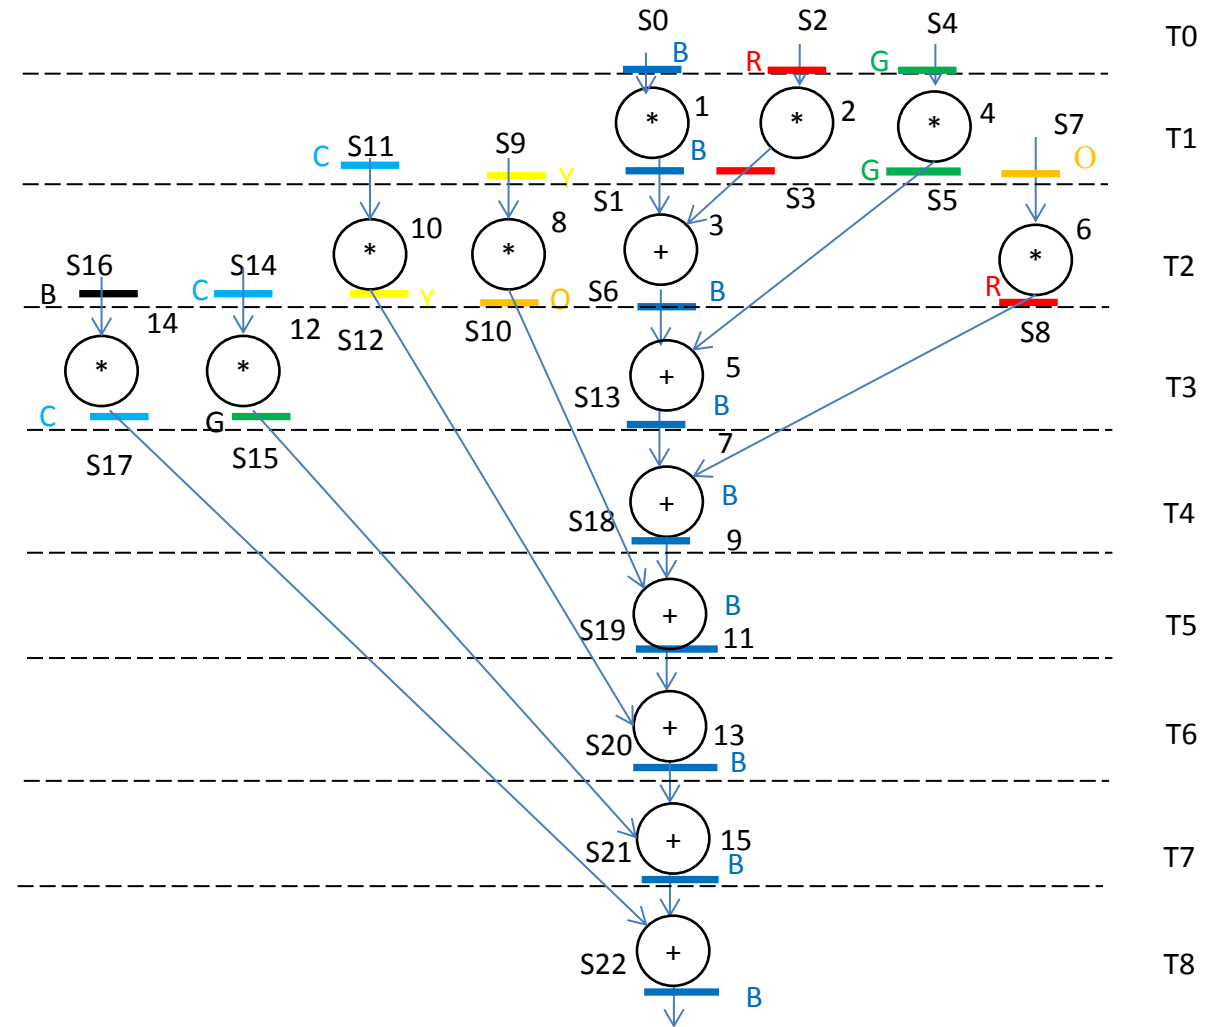 S0 S2 S4 T0
B R G
* 1 * 2 * 4 S7 T1
C S11 S9 Y B G O
S1 S3 S5
* 10 * 8 + 3 * 6 T2
S16 S14
B C Y S10 O S6 B R
14 12 S12 S8
* * + 5 T3
S13 B
C G
S17 S15 7
+ B T4
S18 9
+ B T5
S19 11
+ 13 T6
S20 B
+ 15 T7
S21 B
+ T8
S22 B